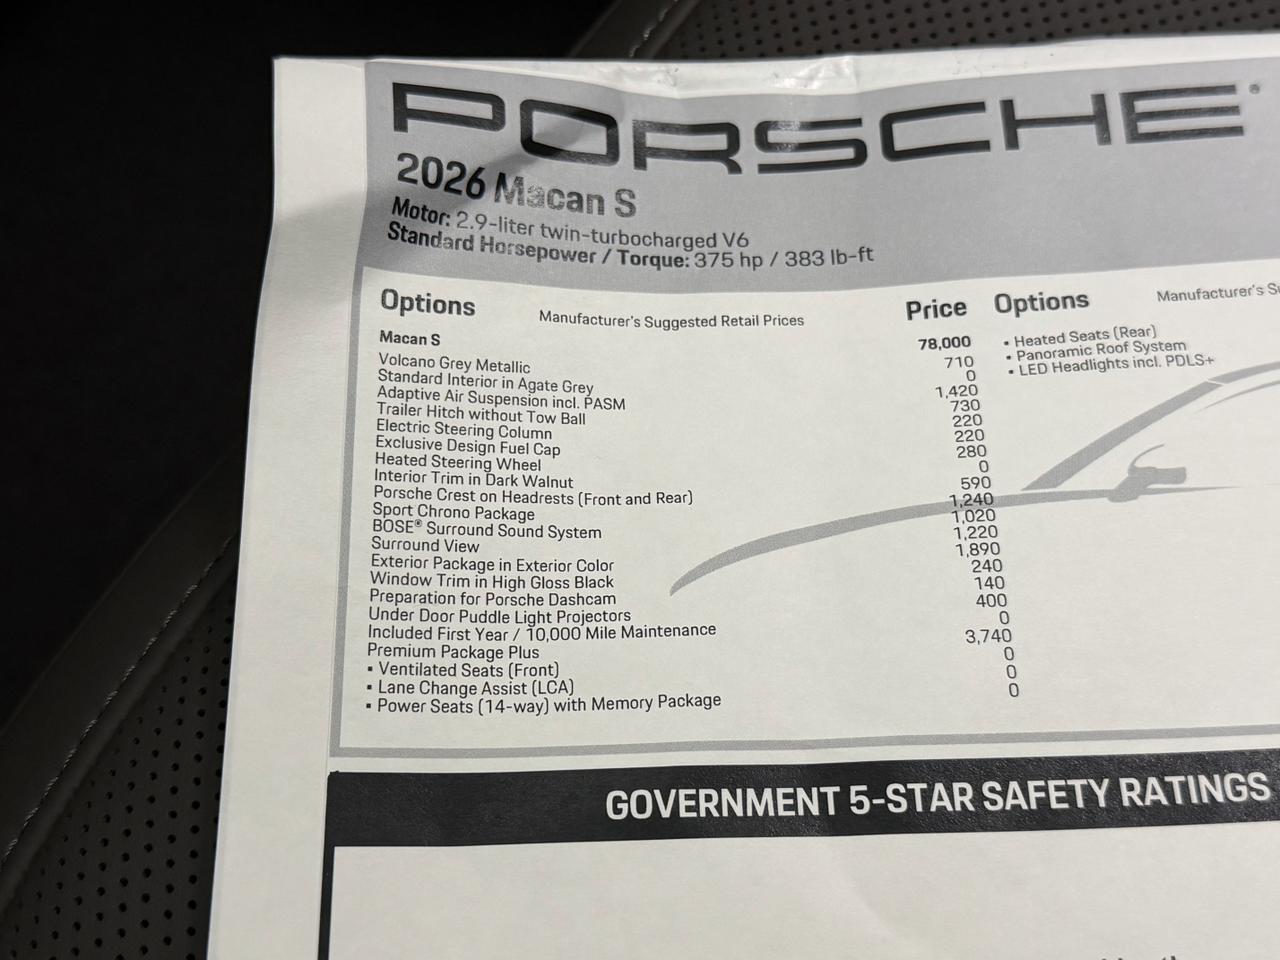 PORSCHE®
2026 Macan S
Motor: 2.9-liter twin-turbocharged V6
Standard Horsepower / Torque: 375 hp / 383 lb-ft
Options Manufacturer's Suggested Retail Prices Price
Macan S 78,000
Volcano Grey Metallic 710
Standard Interior in Agate Grey 0
Adaptive Air Suspension incl. PASM 1,420
Trailer Hitch without Tow Ball 730
Electric Steering Column 220
Exclusive Design Fuel Cap 220
Heated Steering Wheel 280
Interior Trim in Dark Walnut 0
Porsche Crest on Headrests (Front and Rear) 590
Sport Chrono Package 1,240
BOSE® Surround Sound System 1,020
Surround View 1,220
Exterior Package in Exterior Color 1,890
Window Trim in High Gloss Black 240
Preparation for Porsche Dashcam 140
Under Door Puddle Light Projectors 400
Included First Year / 10,000 Mile Maintenance 0
Premium Package Plus 3,740
• Ventilated Seats (Front) 0
• Lane Change Assist (LCA) 0
• Power Seats (14-way) with Memory Package 0
Options Manufacturer's
• Heated Seats (Rear)
• Panoramic Roof System
• LED Headlights incl. PDLS+
GOVERNMENT 5-STAR SAFETY RATINGS